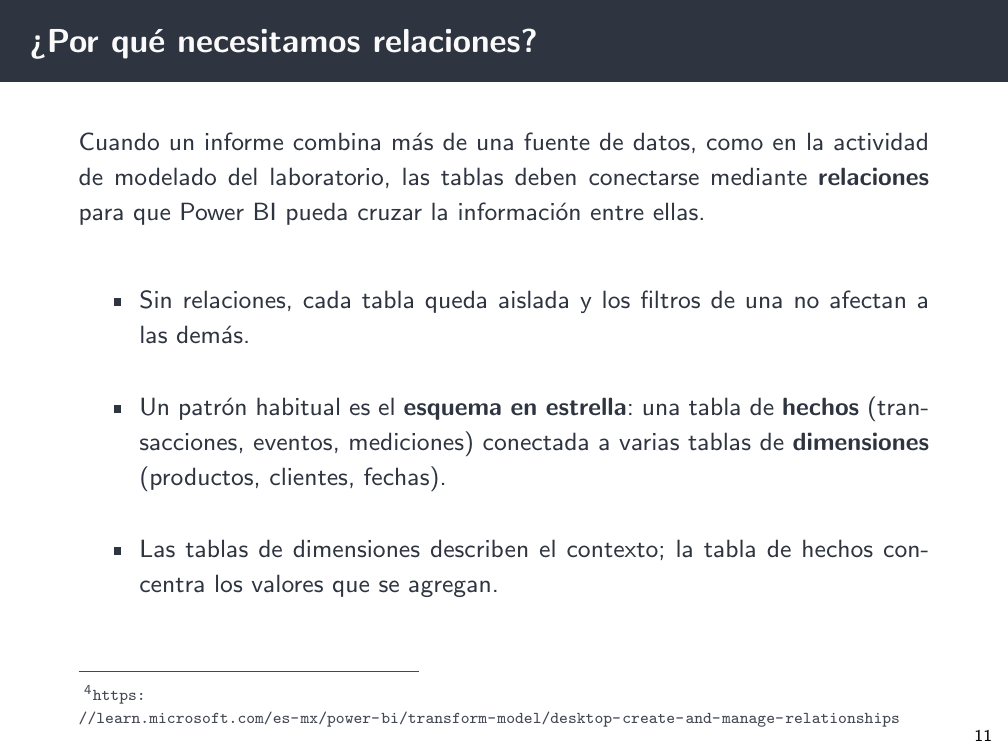 ¿Por qué necesitamos relaciones?
Cuando un informe combina más de una fuente de datos, como en la actividad
de modelado del laboratorio, las tablas deben conectarse mediante relaciones
para que Power BI pueda cruzar la información entre ellas.
▪ Sin relaciones, cada tabla queda aislada y los filtros de una no afectan a
las demás.
▪ Un patrón habitual es el esquema en estrella: una tabla de hechos (tran-
sacciones, eventos, mediciones) conectada a varias tablas de dimensiones
(productos, clientes, fechas).
▪ Las tablas de dimensiones describen el contexto; la tabla de hechos con-
centra los valores que se agregan.
4https:
//learn.microsoft.com/es-mx/power-bi/transform-model/desktop-create-and-manage-relationships
11